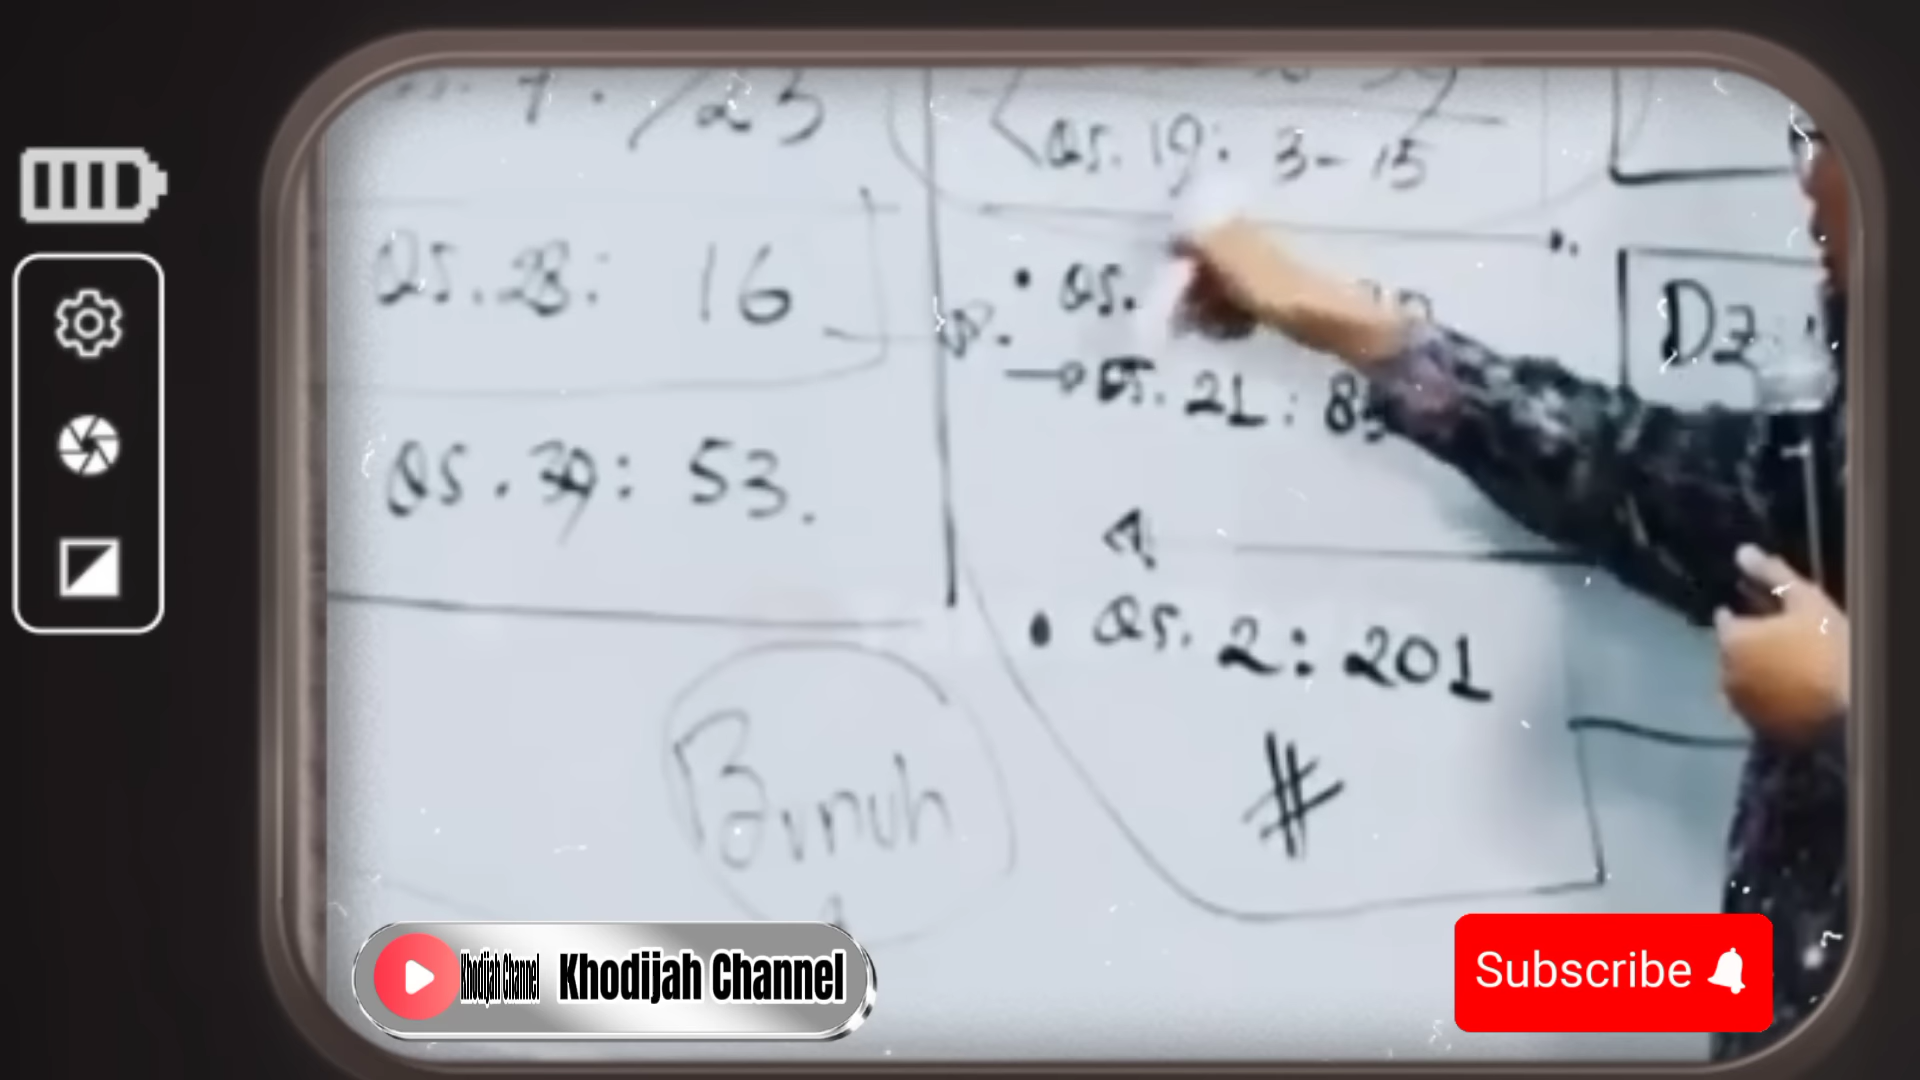 7 . / 23
QS. 28: 16
QS. 39: 53.
Bunuh
QS. 19: 3-15
• QS.
→ QS. 21: 83
• QS. 2: 201
#
Dz
Khodijah Channel Khodijah Channel
Subscribe